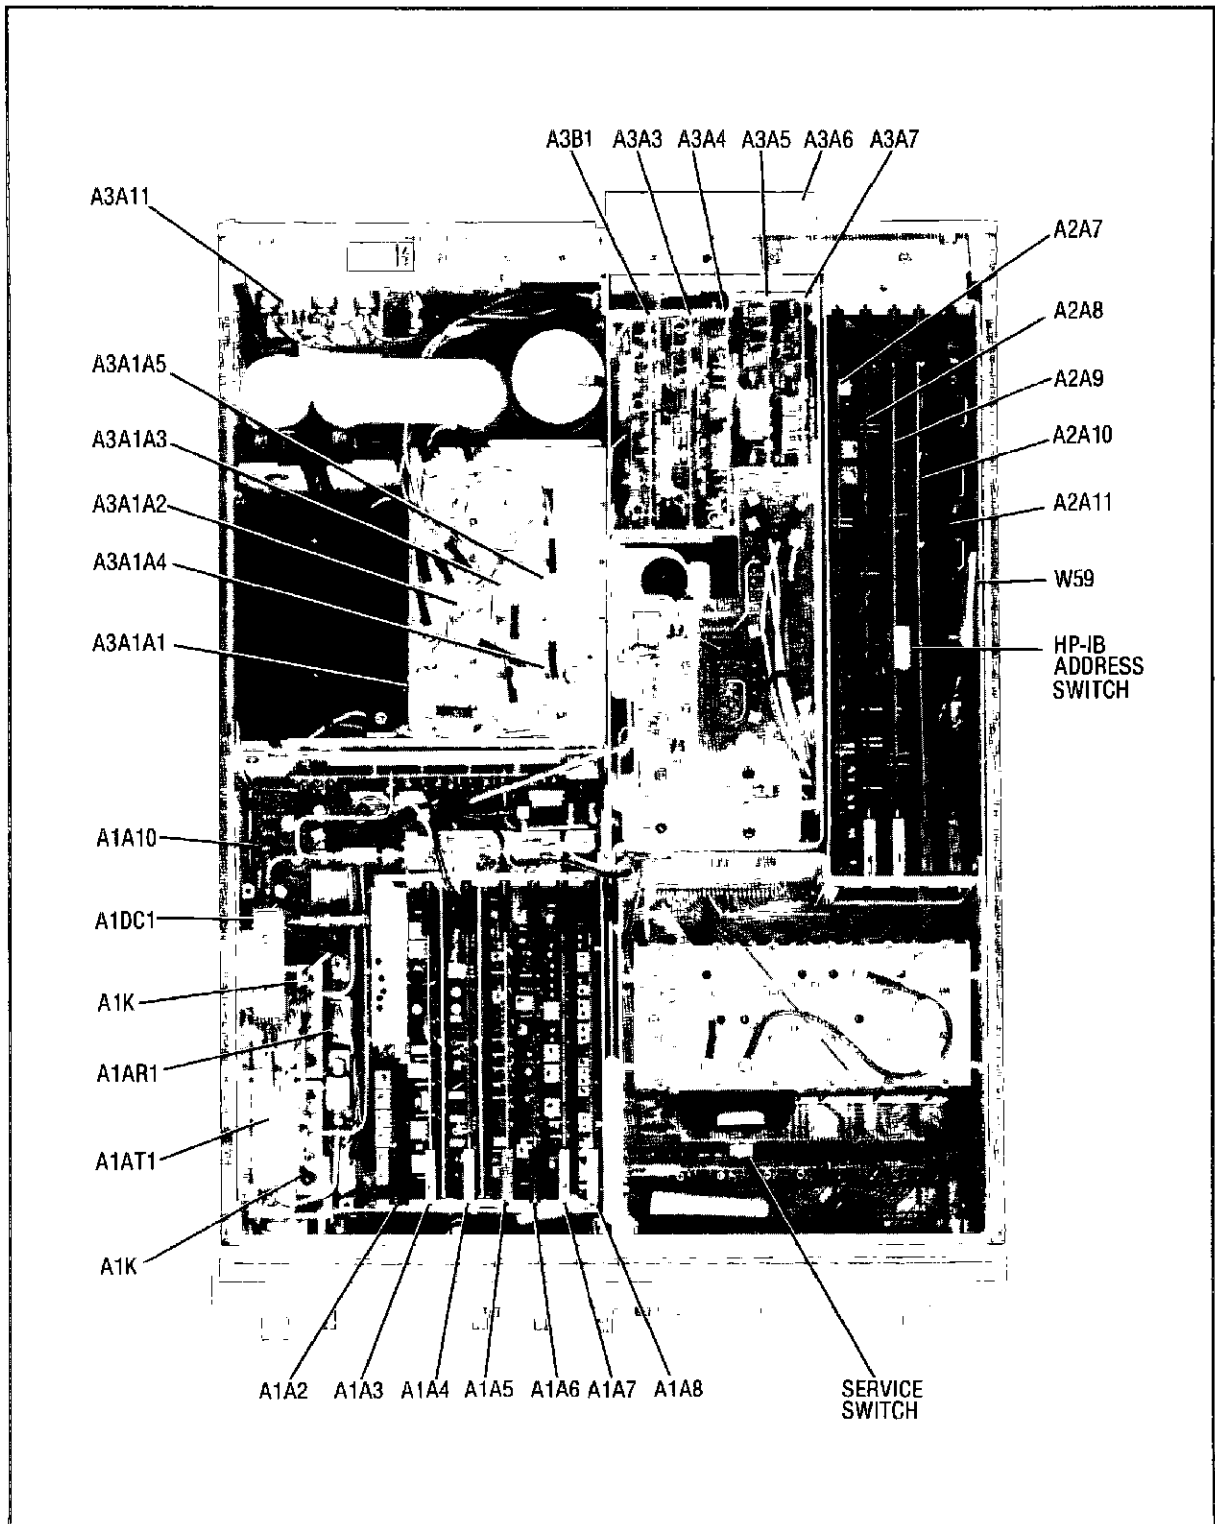 A3B1 A3A3 A3A4 A3A5 A3A6 A3A7
A3A11
A2A7
A2A8
A3A1A5
A2A9
A3A1A3
A2A10
A3A1A2
A2A11
A3A1A4
W59
A3A1A1
HP-IB
ADDRESS
SWITCH
A1A10
A1DC1
A1K
A1AR1
A1AT1
A1K
A1A2 A1A3 A1A4 A1A5 A1A6 A1A7 A1A8
SERVICE
SWITCH